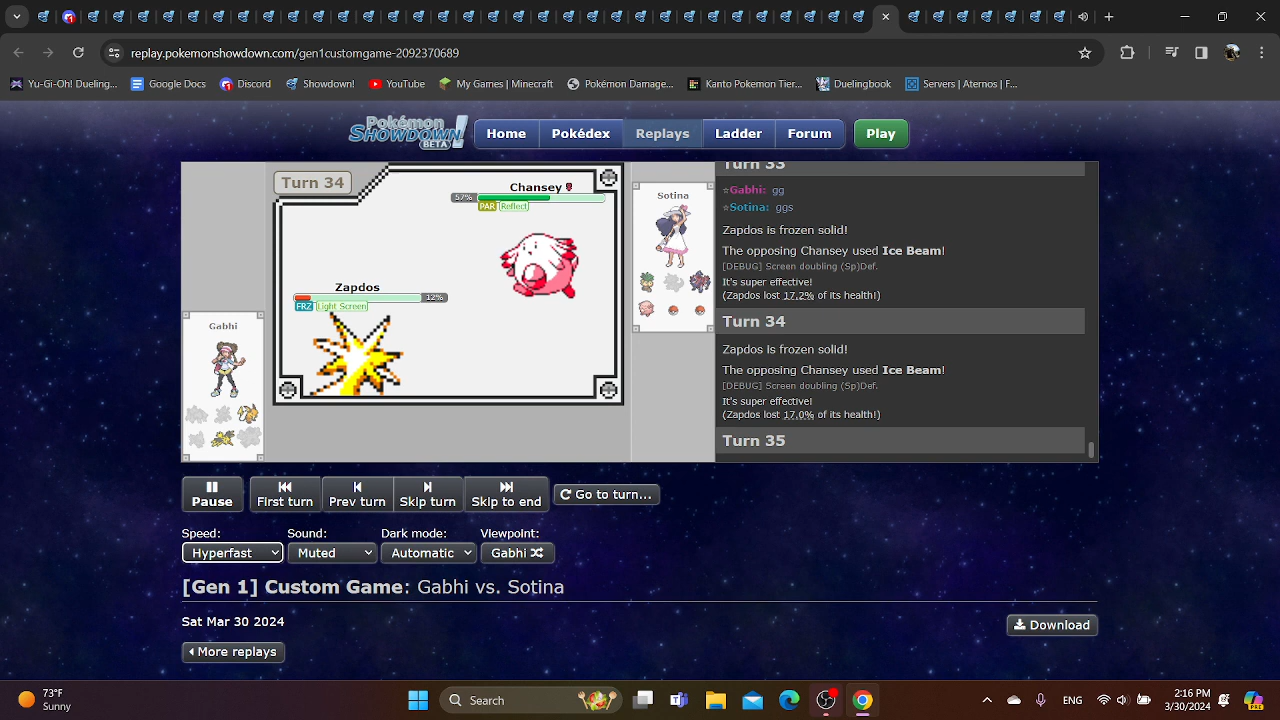 replay.pokemonshowdown.com/gen1customgame-2092370689
Yu-Gi-Oh! Dueling...
Google Docs
Discord
Showdown!
YouTube
My Games | Minecraft
Pokémon Damage...
Kanto Pokemon Tier...
Duelingbook
Servers | Aternos | F...
Pokémon
SHOWDOWN!
BETA
Home
Pokédex
Replays
Ladder
Forum
Play
Turn 34
Chansey
57%
PAR Reflect
Zapdos
12%
FRZ Light Screen
Gabhi
Sotina
Turn 33
☆Gabhi: gg
☆Sotina: ggs
Zapdos is frozen solid!
The opposing Chansey used Ice Beam!
[DEBUG] Screen doubling (Sp)Def.
It's super effective!
(Zapdos lost 17.2% of its health!)
Turn 34
Zapdos is frozen solid!
The opposing Chansey used Ice Beam!
[DEBUG] Screen doubling (Sp)Def.
It's super effective!
(Zapdos lost 17.0% of its health!)
Turn 35
Pause
First turn
Prev turn
Skip turn
Skip to end
Go to turn...
Speed:
Sound:
Dark mode:
Viewpoint:
Hyperfast
Muted
Automatic
Gabhi
[Gen 1] Custom Game: Gabhi vs. Sotina
Sat Mar 30 2024
Download
More replays
73°F
Sunny
Search
ENG
2:16 PM
3/30/2024
PRE